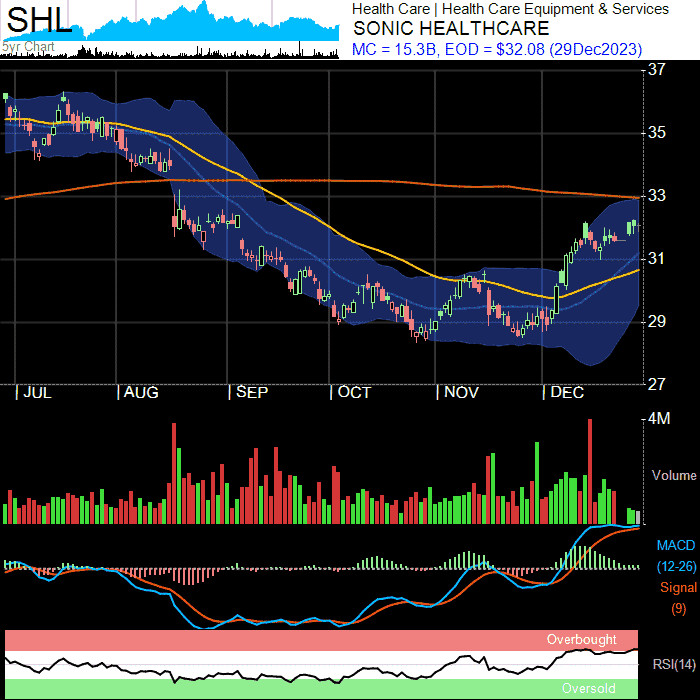 SHL
5yr Chart
Health Care | Health Care Equipment & Services
SONIC HEALTHCARE
MC = 15.3B, EOD = $32.08 (29Dec2023)
37
35
33
31
29
27
JUL AUG SEP OCT NOV DEC
4M
Volume
MACD
(12-26)
Signal
(9)
Overbought
RSI(14)
Oversold